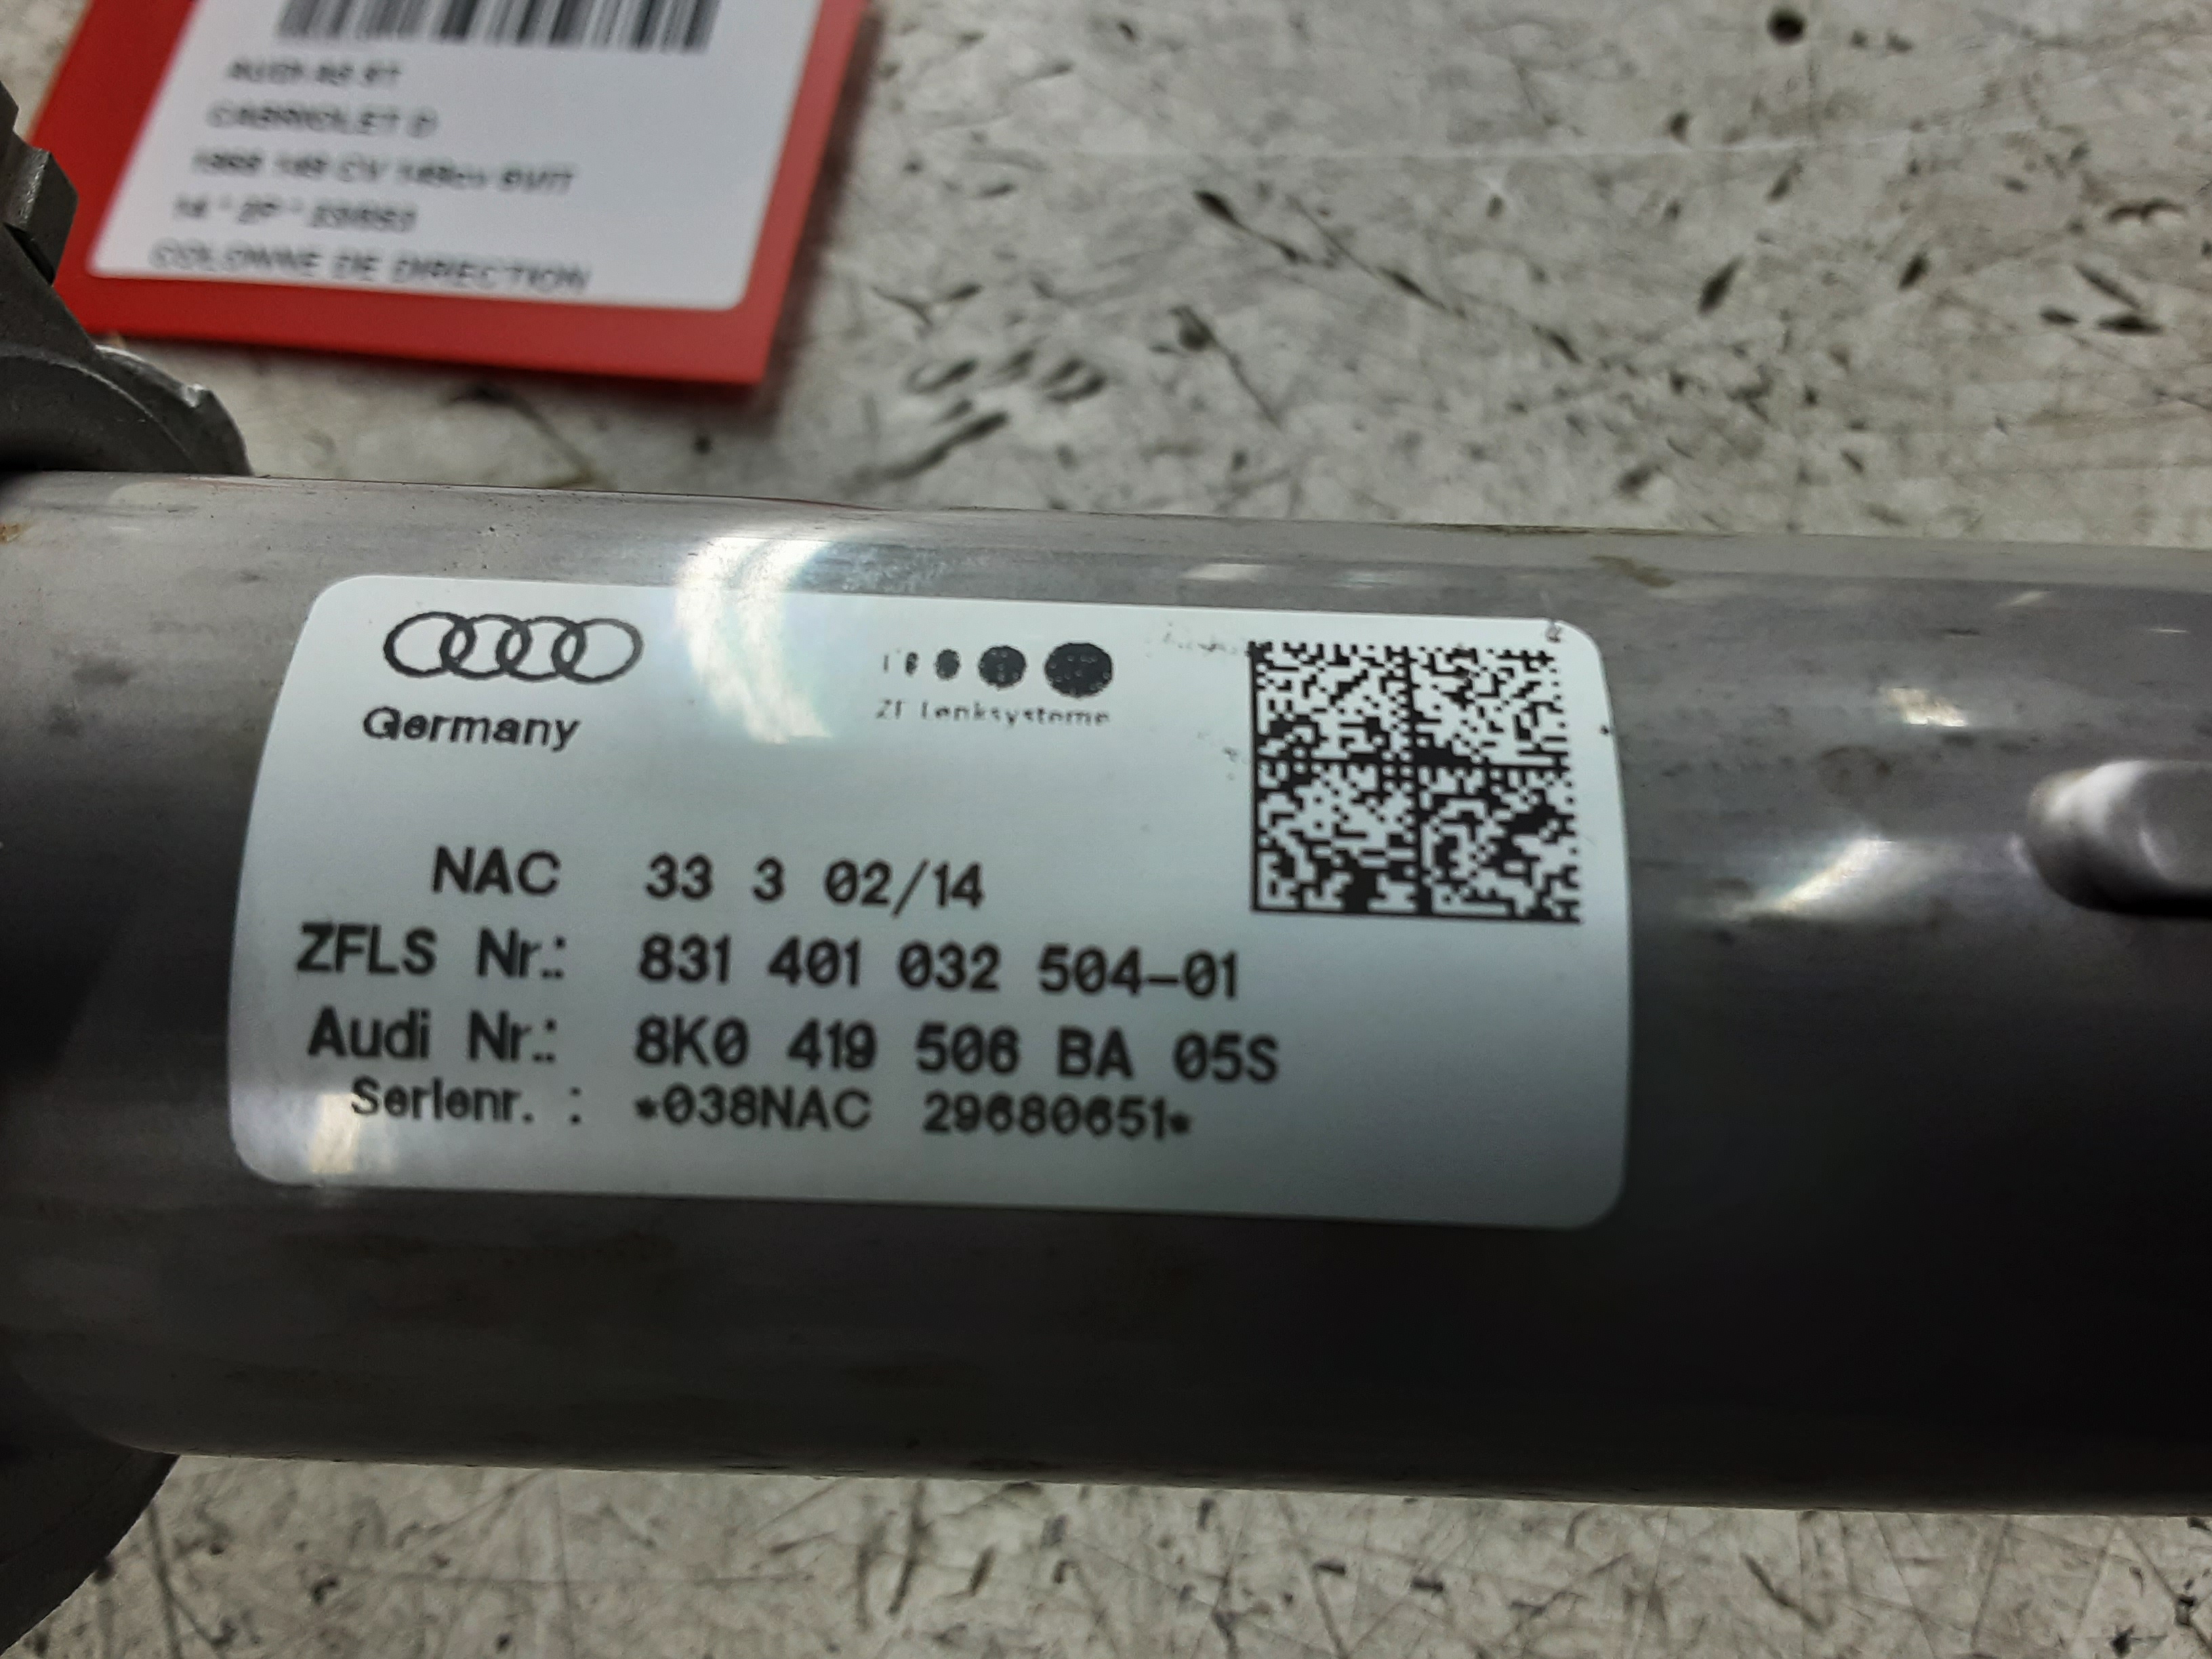 CABRIOLET D
COLONNE DE DIRECTION
Germany
ZF Lenksysteme
NAC 33 3 02/14
ZFLS Nr.: 831 401 032 504-01
Audi Nr.: 8K0 419 506 BA 05S
Serienr. : *038NAC 29680651*